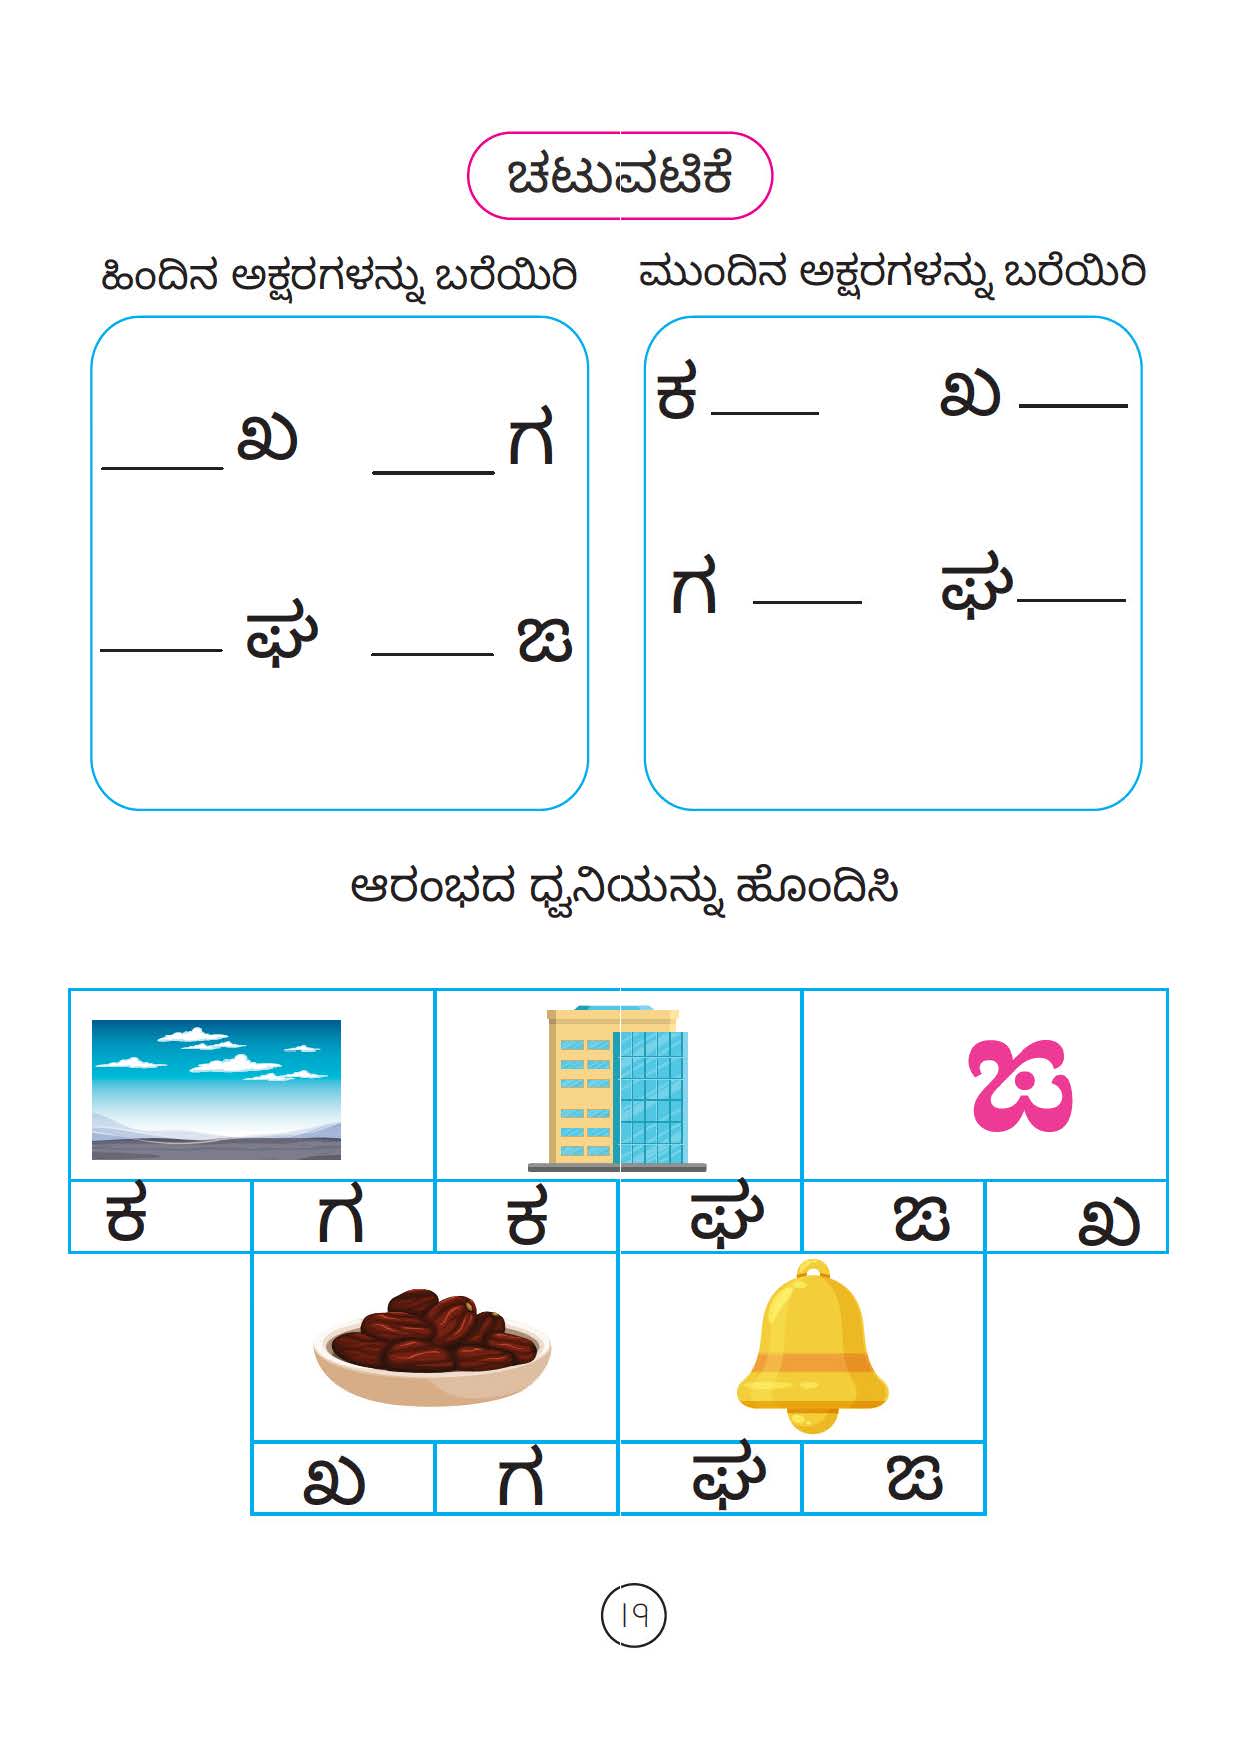 ಚಟುವಟಿಕೆ
ಹಿಂದಿನ ಅಕ್ಷರಗಳನ್ನು ಬರೆಯಿರಿ
____ ಖ ____ ಗ
____ ಘ ____ ಙ
ಮುಂದಿನ ಅಕ್ಷರಗಳನ್ನು ಬರೆಯಿರಿ
ಕ ____ ಖ ____
ಗ ____ ಘ ____
ಆರಂಭದ ಧ್ವನಿಯನ್ನು ಹೊಂದಿಸಿ
ಙ
ಕ ಗ ಕ ಘ ಙ ಖ
ಖ ಗ ಘ ಙ
।೧